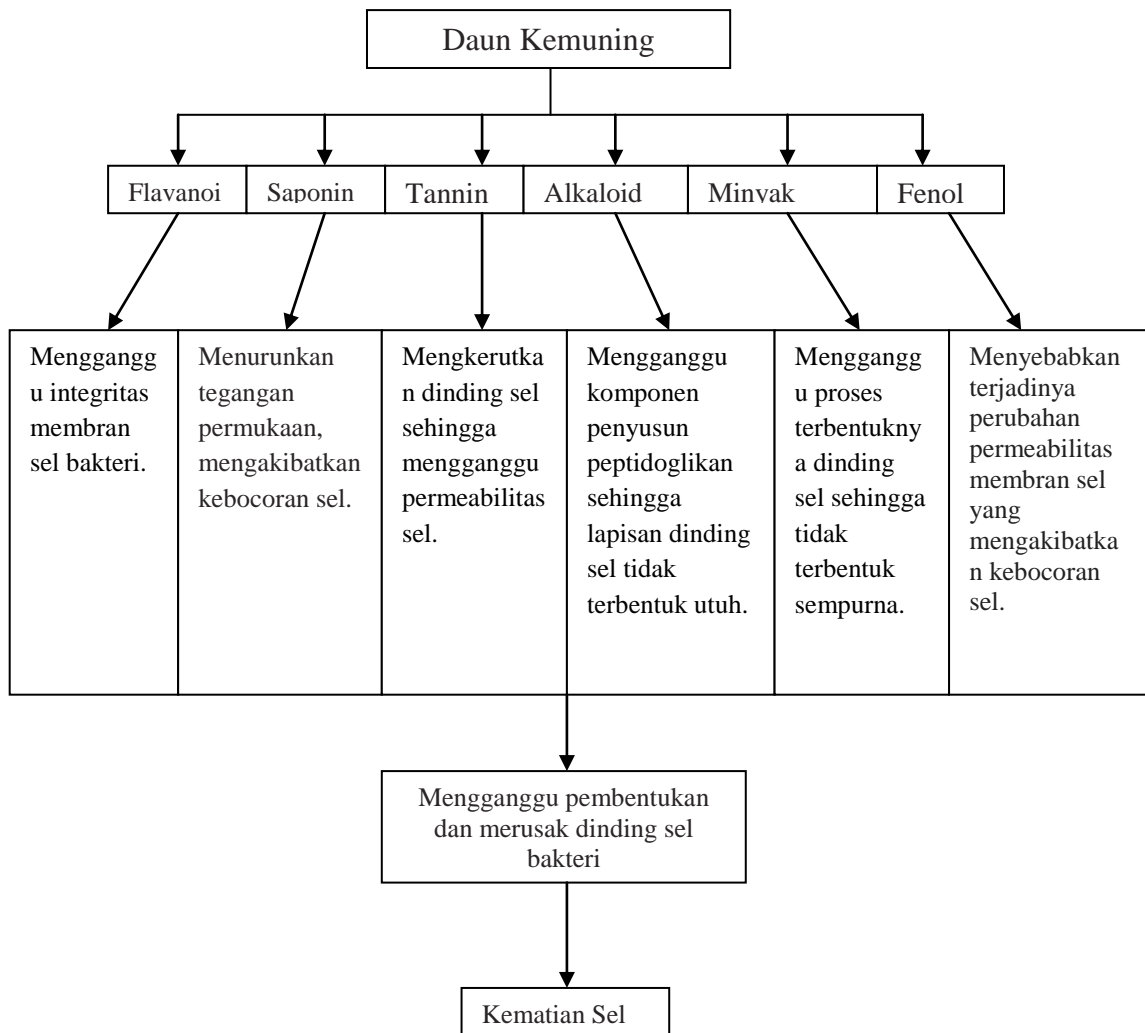 Daun Kemuning
Flavanoi
Saponin
Tannin
Alkaloid
Minyak
Fenol
Menggangg
u integritas
membran
sel bakteri.
Menurunkan
tegangan
permukaan,
mengakibatkan
kebocoran sel.
Mengkerutka
n dinding sel
sehingga
mengganggu
permeabilitas
sel.
Mengganggu
komponen
penyusun
peptidoglikan
sehingga
lapisan dinding
sel tidak
terbentuk utuh.
Menggangg
u proses
terbentukny
a dinding
sel sehingga
tidak
terbentuk
sempurna.
Menyebabkan
terjadinya
perubahan
permeabilitas
membran sel
yang
mengakibatka
n kebocoran
sel.
Mengganggu pembentukan
dan merusak dinding sel
bakteri
Kematian Sel